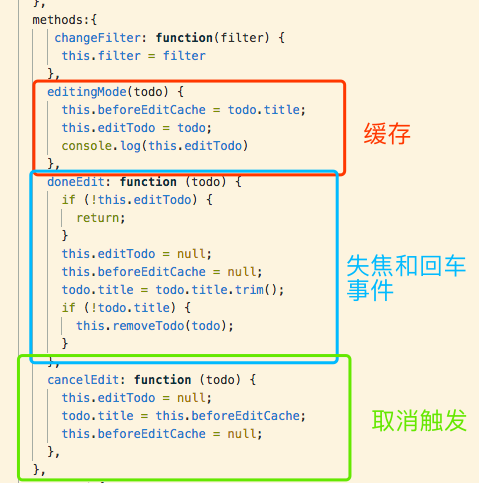 },
methods:{
changeFilter: function(filter) {
this.filter = filter
},
editingMode(todo) {
this.beforeEditCache = todo.title;
this.editTodo = todo;
console.log(this.editTodo)
},
缓存
doneEdit: function (todo) {
if (!this.editTodo) {
return;
}
this.editTodo = null;
this.beforeEditCache = null;
todo.title = todo.title.trim();
if (!todo.title) {
this.removeTodo(todo);
}
},
失焦和回车
事件
cancelEdit: function (todo) {
this.editTodo = null;
todo.title = this.beforeEditCache;
this.beforeEditCache = null;
},
},
取消触发